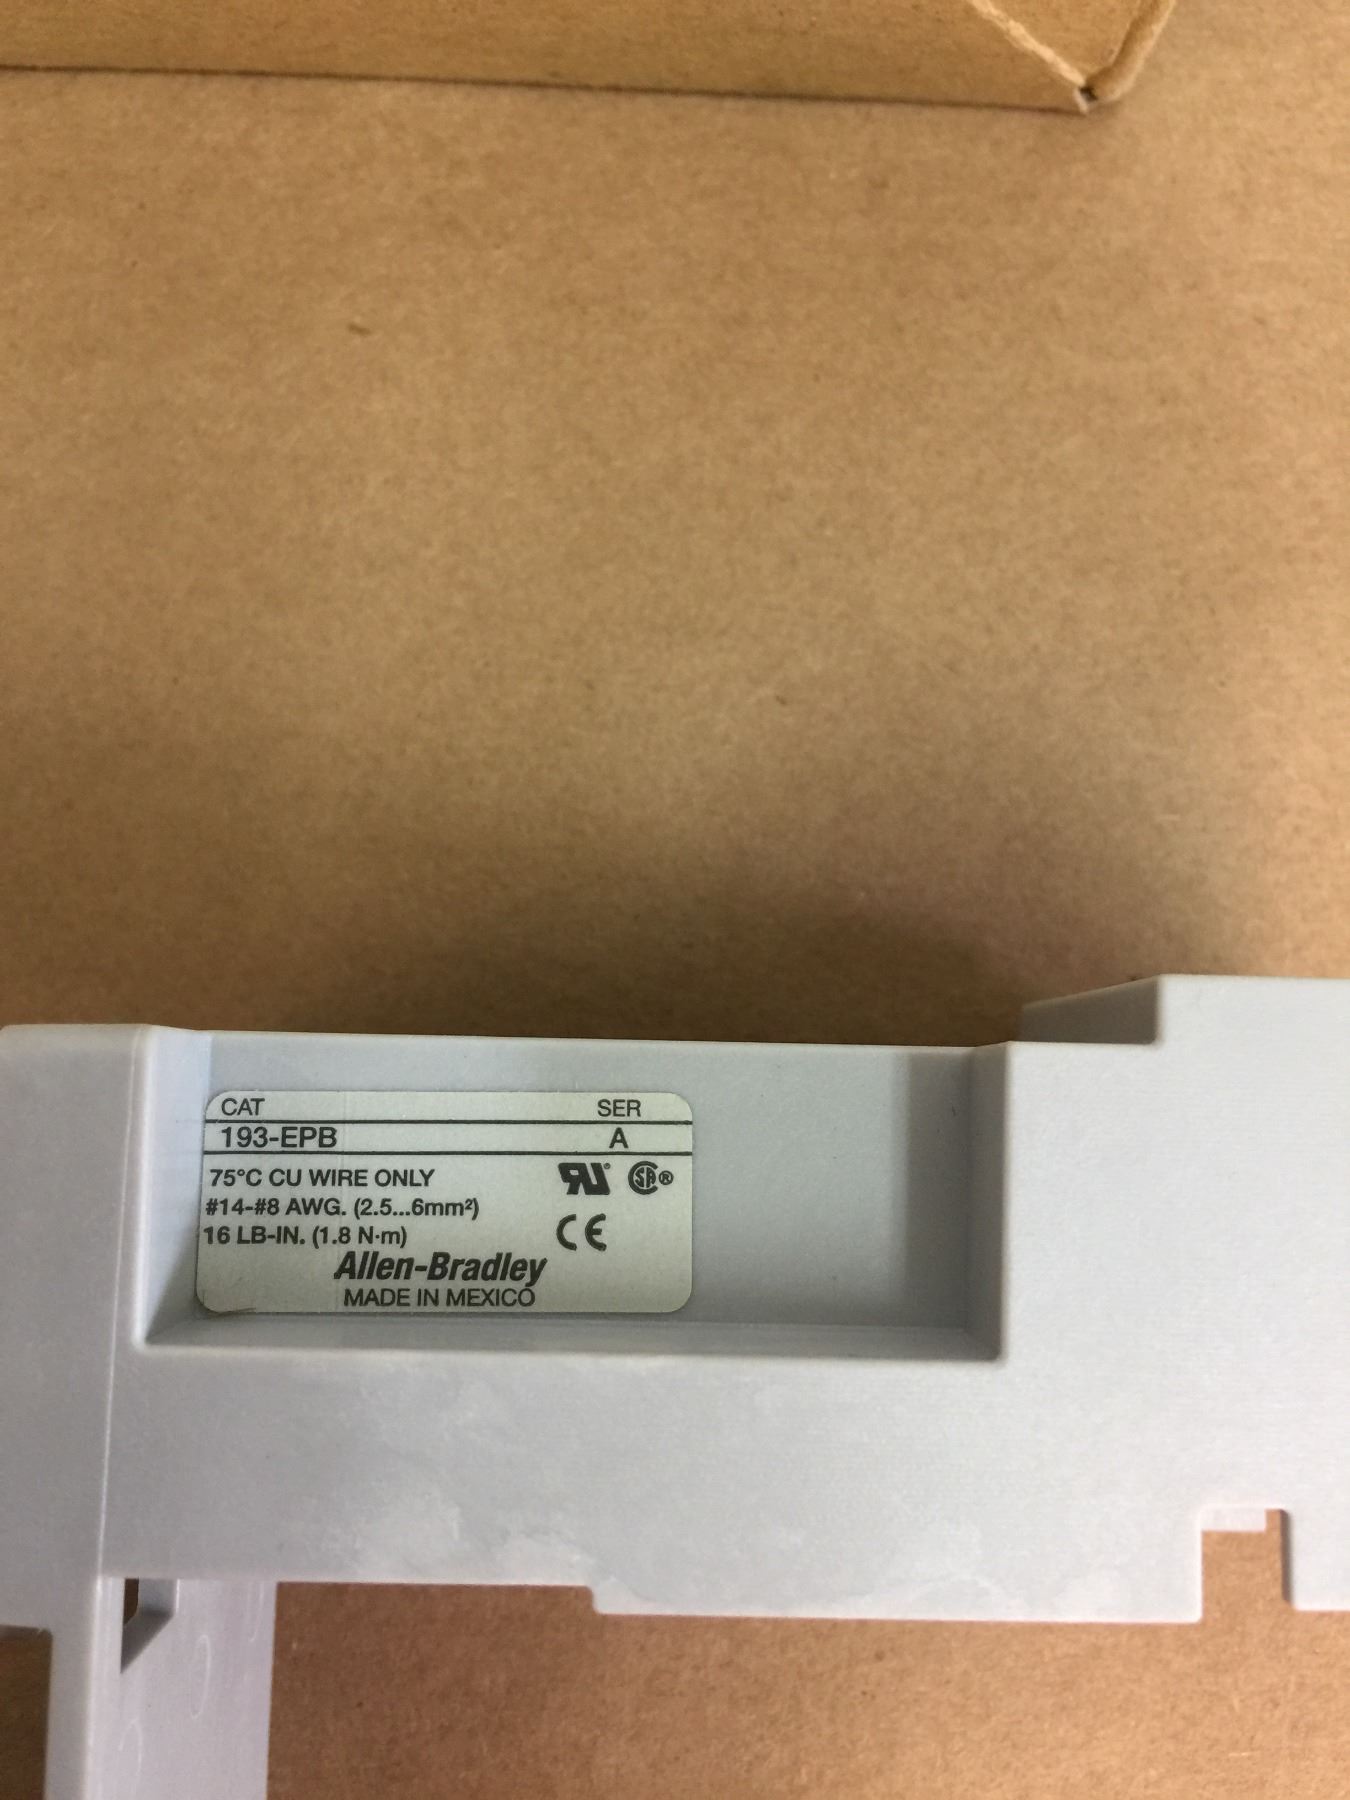 CAT SER
193-EPB A
75°C CU WIRE ONLY
#14-#8 AWG. (2.5...6mm²)
16 LB-IN. (1.8 N·m)
CE
Allen-Bradley
MADE IN MEXICO